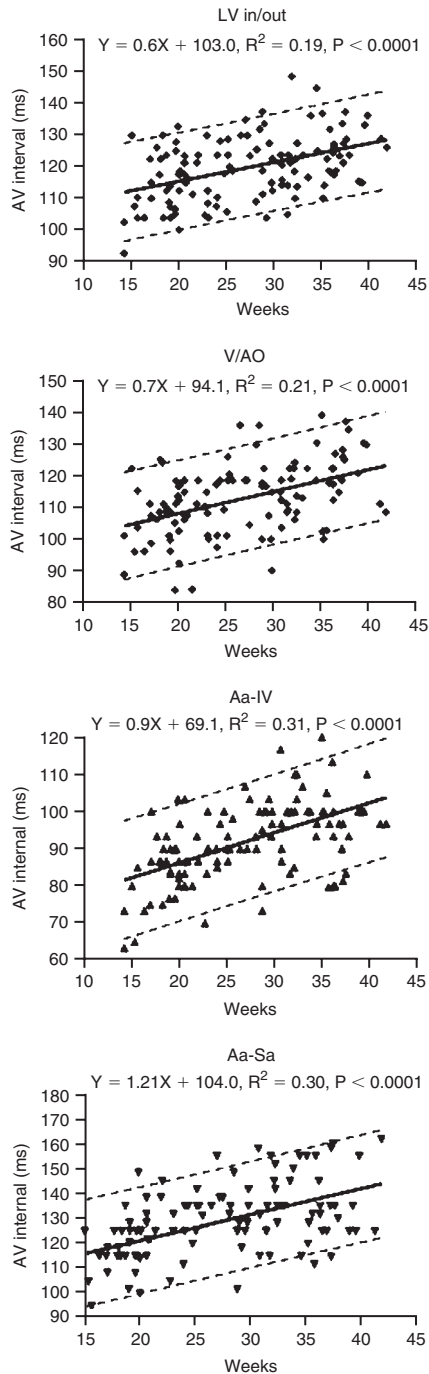 LV in/out
Y = 0.6X + 103.0, R² = 0.19, P < 0.0001
160
150
140
130
120
110
100
90
AV interval (ms)
10 15 20 25 30 35 40 45
Weeks
V/AO
Y = 0.7X + 94.1, R² = 0.21, P < 0.0001
150
140
130
120
110
100
90
80
AV interval (ms)
10 15 20 25 30 35 40 45
Weeks
Aa-IV
Y = 0.9X + 69.1, R² = 0.31, P < 0.0001
120
110
100
90
80
70
60
AV internal (ms)
10 15 20 25 30 35 40 45
Weeks
Aa-Sa
Y = 1.21X + 104.0, R² = 0.30, P < 0.0001
180
170
160
150
140
130
120
110
100
90
AV interval (ms)
15 20 25 30 35 40 45
Weeks